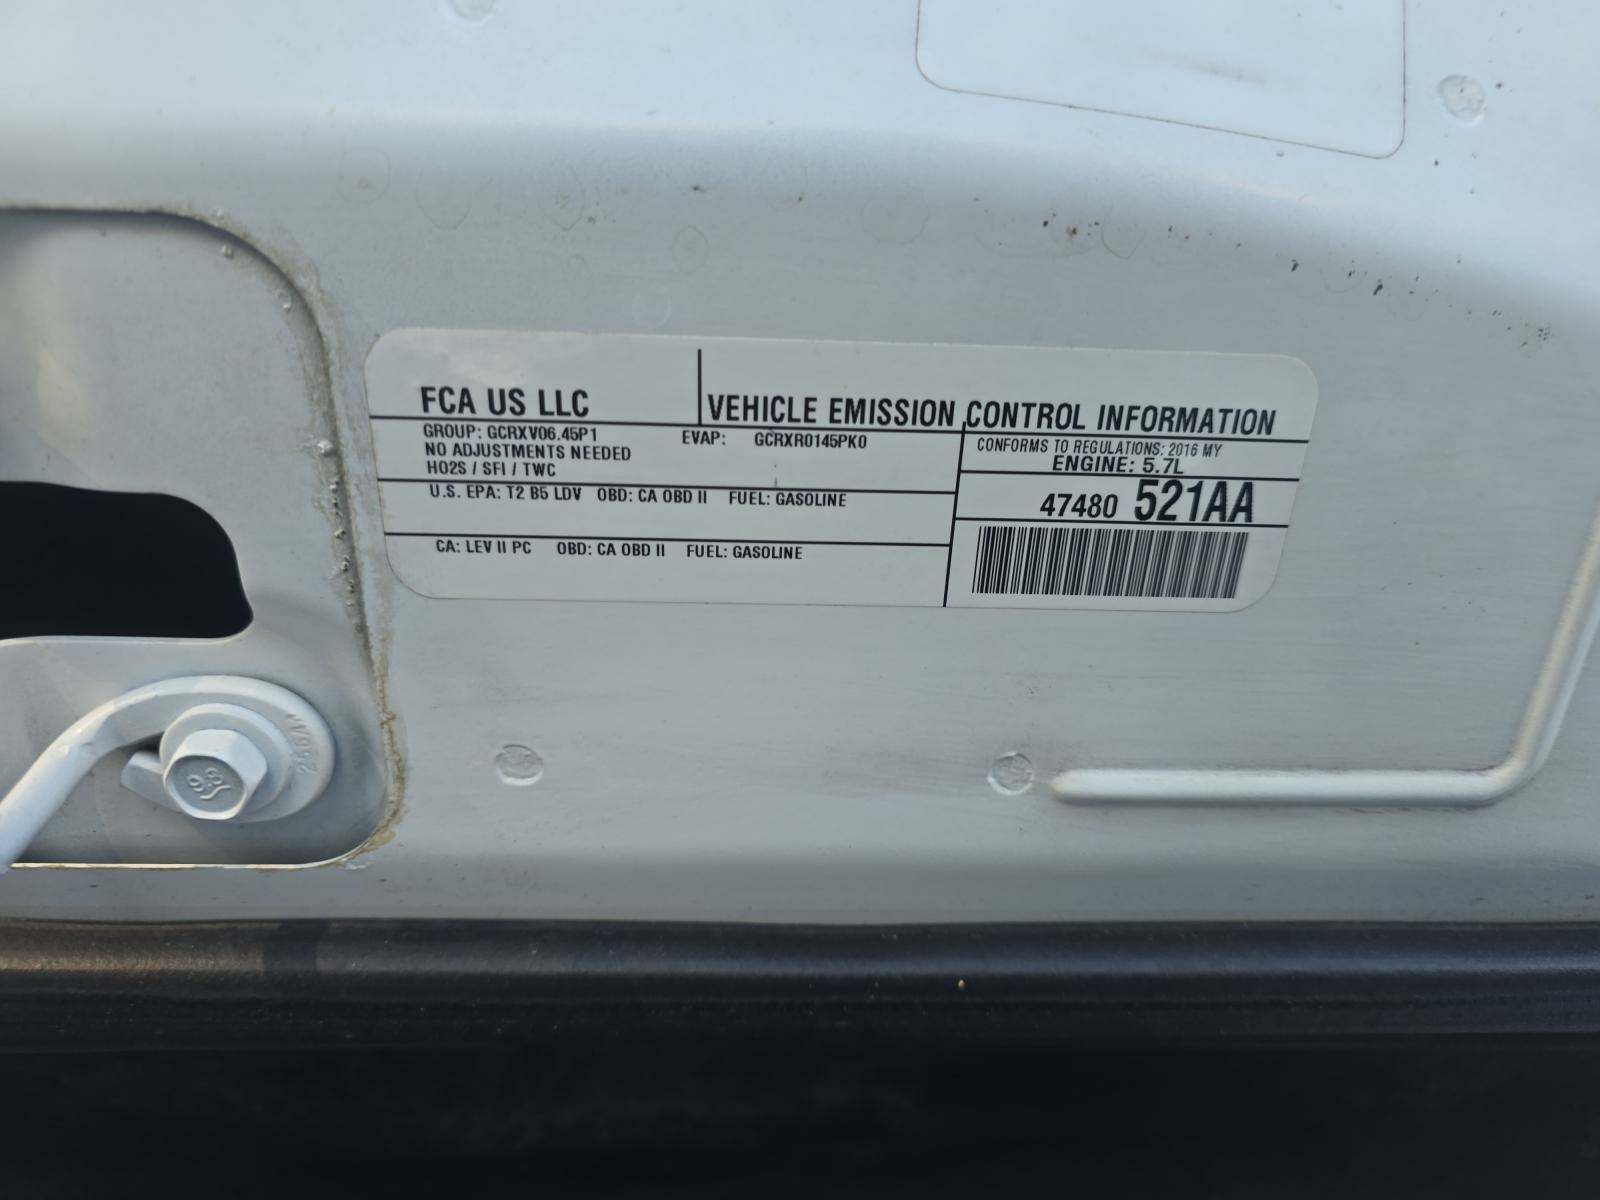 FCA US LLC
VEHICLE EMISSION CONTROL INFORMATION
GROUP: GCRXV06.45P1
EVAP: GCRXR0145PK0
NO ADJUSTMENTS NEEDED
HO2S / SFI / TWC
CONFORMS TO REGULATIONS: 2016 MY
ENGINE: 5.7L
U.S. EPA: T2 B5 LDV OBD: CA OBD II FUEL: GASOLINE
47480 521AA
CA: LEV II PC OBD: CA OBD II FUEL: GASOLINE